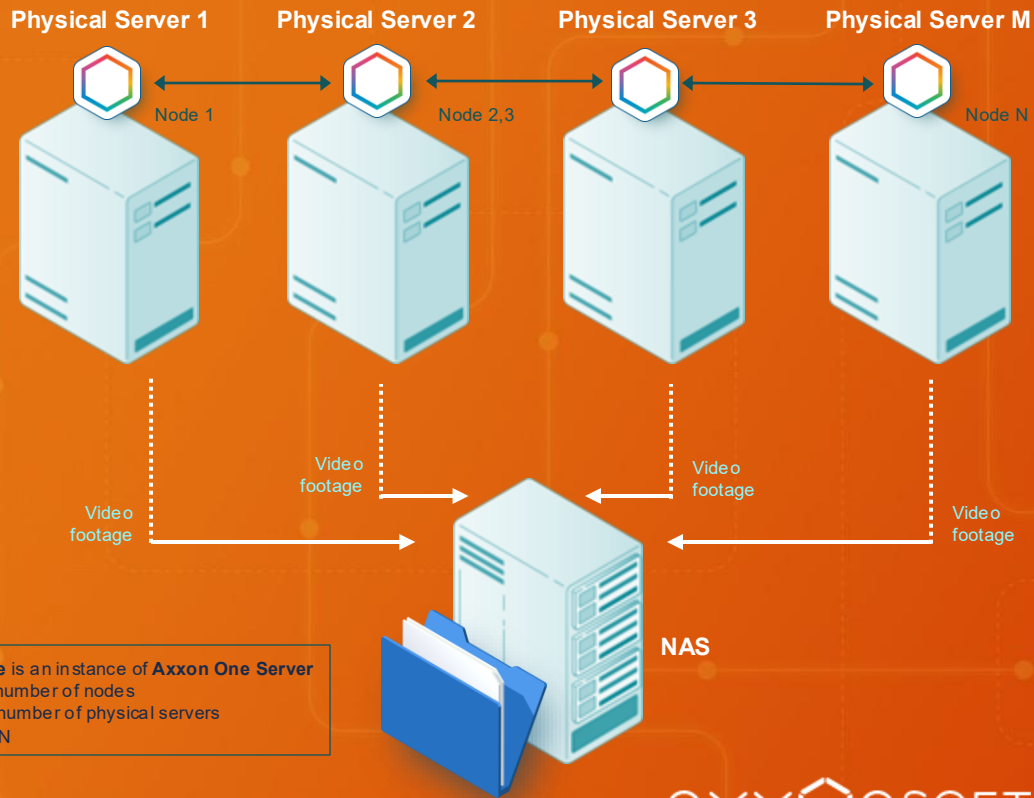 Physical Server 1
Physical Server 2
Physical Server 3
Physical Server M
Node 1
Node 2,3
Node N
Video
footage
Video
footage
Video
footage
Video
footage
NAS
is an instance of Axxon One Server
number of nodes
number of physical servers
N